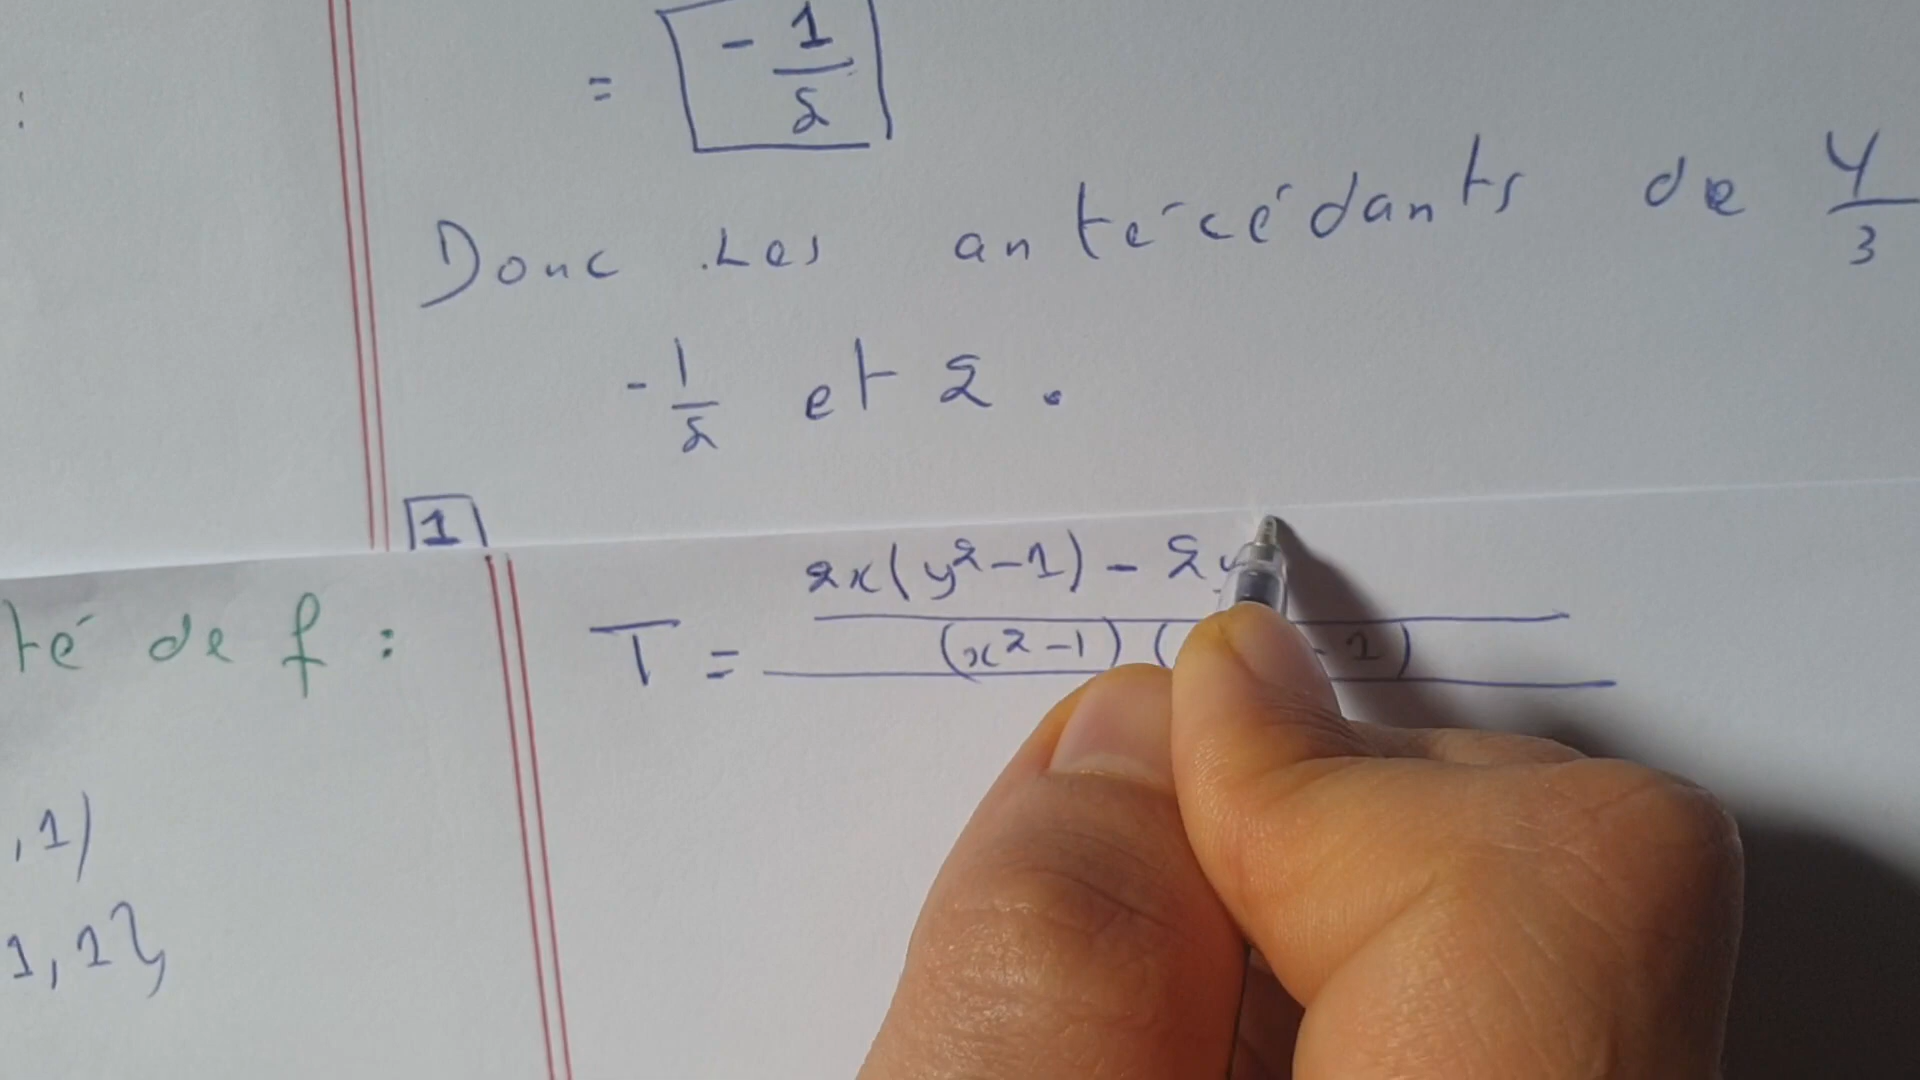 :
= - 1/2
Donc Les antécédants de 4/3
- 1/2 et 2 .
1
té de f :
T = 2x(y²-1) - 2y
(x²-1) ( - 1)
,1)
1, 1},